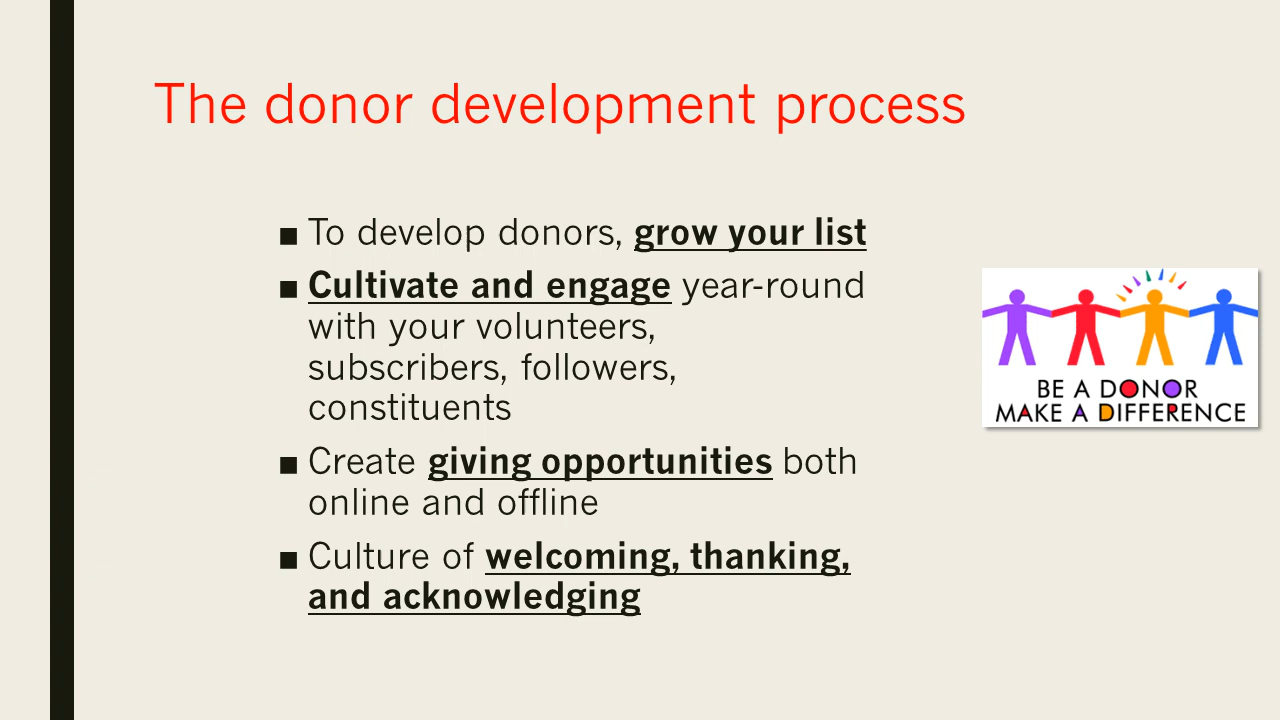 The donor development process
■ To develop donors, grow your list
■ Cultivate and engage year-round
with your volunteers,
subscribers, followers,
constituents
■ Create giving opportunities both
online and offline
■ Culture of welcoming, thanking,
and acknowledging
BE A DONOR
MAKE A DIFFERENCE